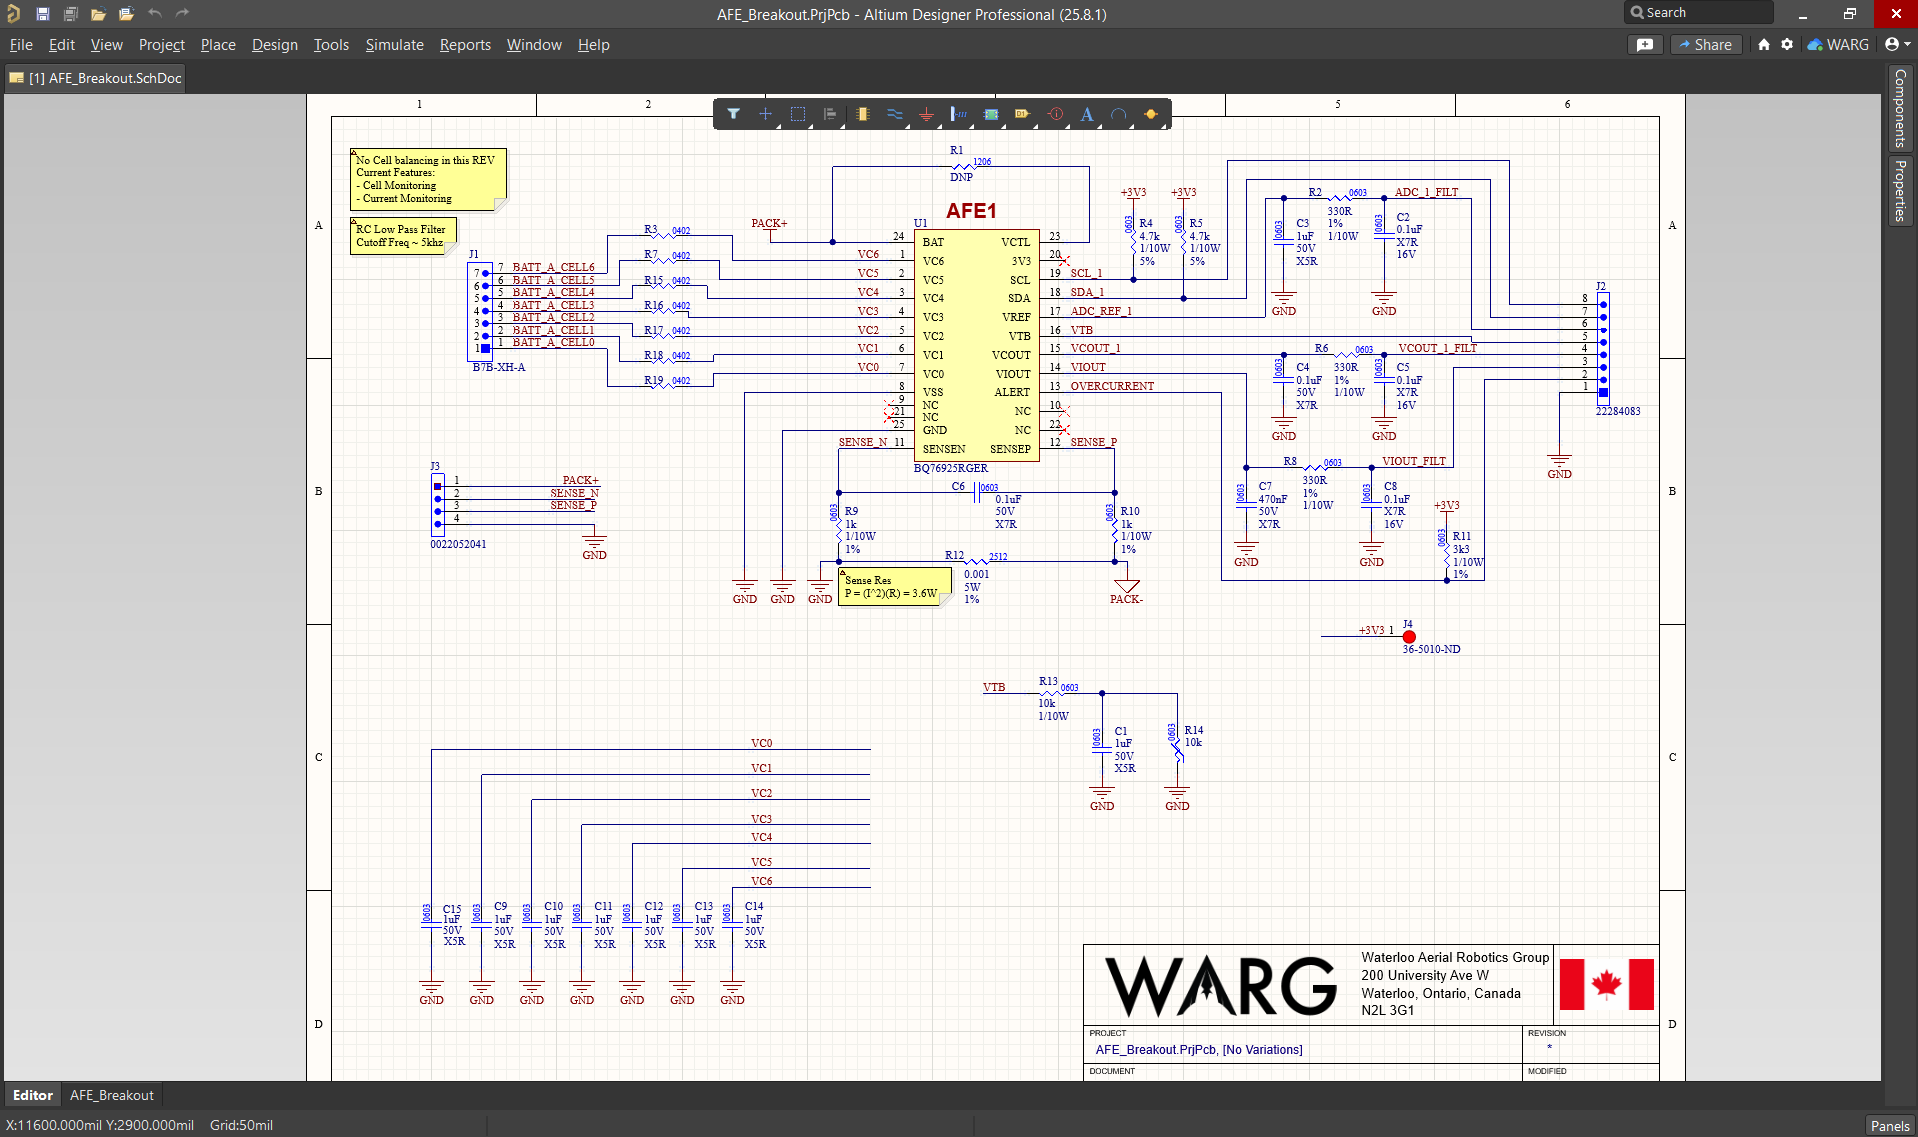 AFE_Breakout.PrjPcb - Altium Designer Professional (25.8.1)
Search
File Edit View Project Place Design Tools Simulate Reports Window Help
Share
WARG
[1] AFE_Breakout.SchDoc
Components
Properties
1 2 5 6
A
B
C
D
A
B
C
D
No Cell balancing in this REV
Current Features:
- Cell Monitoring
- Current Monitoring
RC Low Pass Filter
Cutoff Freq ~ 5khz
J1
7 7 BATT_A_CELL6
6 6 BATT_A_CELL5
5 5 BATT_A_CELL4
4 4 BATT_A_CELL3
3 3 BATT_A_CELL2
2 2 BATT_A_CELL1
1 1 BATT_A_CELL0
B7B-XH-A
R3 0402
R7 0402
R15 0402
R16 0402
R17 0402
R18 0402
R19 0402
PACK+
R1 1206
DNP
AFE1
U1
24 BAT
VC6 1 VC6
VC5 2 VC5
VC4 3 VC4
VC3 4 VC3
VC2 5 VC2
VC1 6 VC1
VC0 7 VC0
8 VSS
9 NC
21 NC
25 GND
SENSE_N 11 SENSEN
VCTL 23
3V3 20
SCL 19 SCL_1
SDA 18 SDA_1
VREF 17 ADC_REF_1
VTB 16 VTB
VCOUT 15 VCOUT_1
VIOUT 14 VIOUT
ALERT 13 OVERCURRENT
NC 10
NC 22
SENSEP 12 SENSE_P
BQ76925RGER
+3V3
0603
R4
4.7k
1/10W
5%
+3V3
0603
R5
4.7k
1/10W
5%
0603
C3
1uF
50V
X5R
GND
R2 0603
330R
1%
1/10W
ADC_1_FILT
0603
C2
0.1uF
X7R
16V
GND
0603
C4
0.1uF
50V
X7R
GND
R6 0603
330R
1%
1/10W
VCOUT_1_FILT
0603
C5
0.1uF
X7R
16V
GND
J2
8
7
6
5
4
3
2
1
22284083
GND
0603
C7
470nF
50V
X7R
GND
R8 0603
330R
1%
1/10W
VIOUT_FILT
0603
C8
0.1uF
X7R
16V
GND
+3V3
0603
R11
3k3
1/10W
1%
J3
1 PACK+
2 SENSE_N
3 SENSE_P
4
GND
0022052041
C6 0603
0.1uF
50V
X7R
0603
R9
1k
1/10W
1%
0603
R10
1k
1/10W
1%
R12 2512
0.001
5W
1%
GND
GND
GND
Sense Res
P = (I^2)(R) = 3.6W
PACK-
J4
+3V3 1
36-5010-ND
VTB
R13 0603
10k
1/10W
0603
C1
1uF
50V
X5R
GND
0603
R14
10k
GND
VC0
VC1
VC2
VC3
VC4
VC5
VC6
0603
C15
1uF
50V
X5R
GND
0603
C9
1uF
50V
X5R
GND
0603
C10
1uF
50V
X5R
GND
0603
C11
1uF
50V
X5R
GND
0603
C12
1uF
50V
X5R
GND
0603
C13
1uF
50V
X5R
GND
0603
C14
1uF
50V
X5R
GND
WARG
Waterloo Aerial Robotics Group
200 University Ave W
Waterloo, Ontario, Canada
N2L 3G1
PROJECT
AFE_Breakout.PrjPcb, [No Variations]
REVISION
*
DOCUMENT
MODIFIED
Editor AFE_Breakout
X:11600.000mil Y:2900.000mil Grid:50mil
Panels